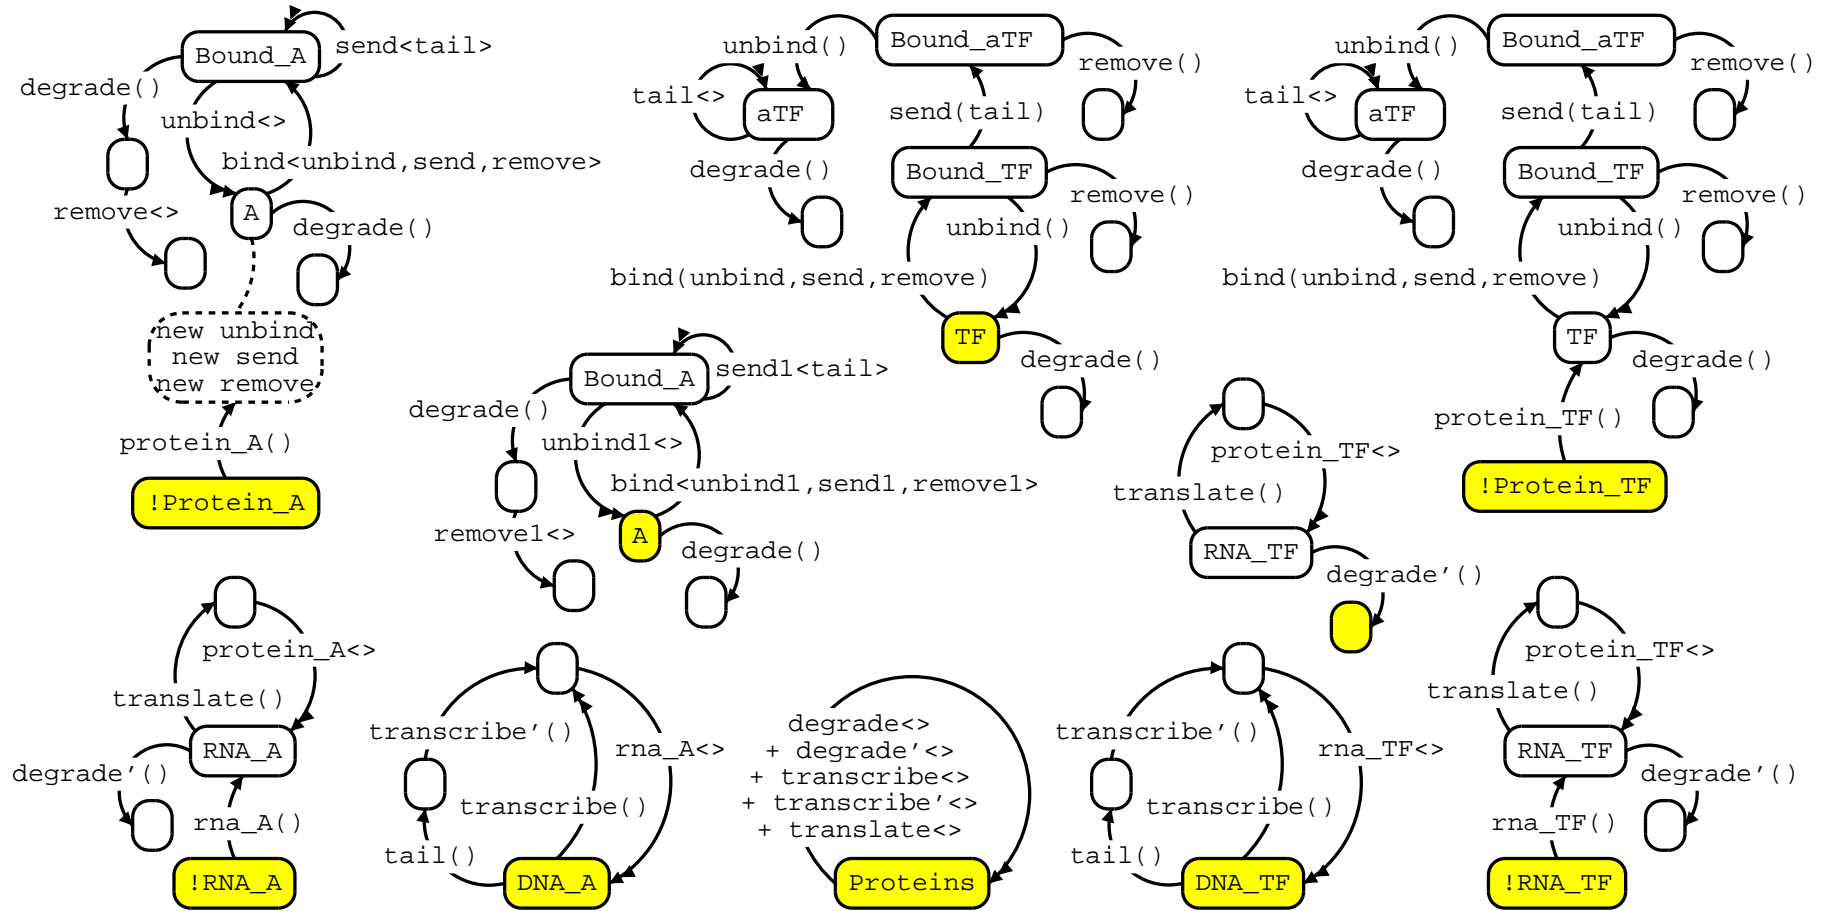 send<tail>
Bound_A
degrade()
unbind<>
bind<unbind,send,remove>
remove<>
A
degrade()
new unbind
new send
new remove
protein_A()
!Protein_A
unbind()
Bound_aTF
remove()
tail<>
aTF
send(tail)
degrade()
Bound_TF
remove()
unbind()
bind(unbind,send,remove)
TF
degrade()
unbind()
Bound_aTF
remove()
tail<>
aTF
send(tail)
degrade()
Bound_TF
remove()
unbind()
bind(unbind,send,remove)
TF
degrade()
protein_TF()
!Protein_TF
Bound_A
send1<tail>
degrade()
unbind1<>
bind<unbind1,send1,remove1>
remove1<>
A
degrade()
protein_TF<>
translate()
RNA_TF
degrade'()
protein_A<>
translate()
RNA_A
degrade'()
rna_A()
!RNA_A
transcribe'()
rna_A<>
transcribe()
tail()
DNA_A
degrade<>
+ degrade'<>
+ transcribe<>
+ transcribe'<>
+ translate<>
Proteins
transcribe'()
rna_TF<>
transcribe()
tail()
DNA_TF
protein_TF<>
translate()
RNA_TF
degrade'()
rna_TF()
!RNA_TF